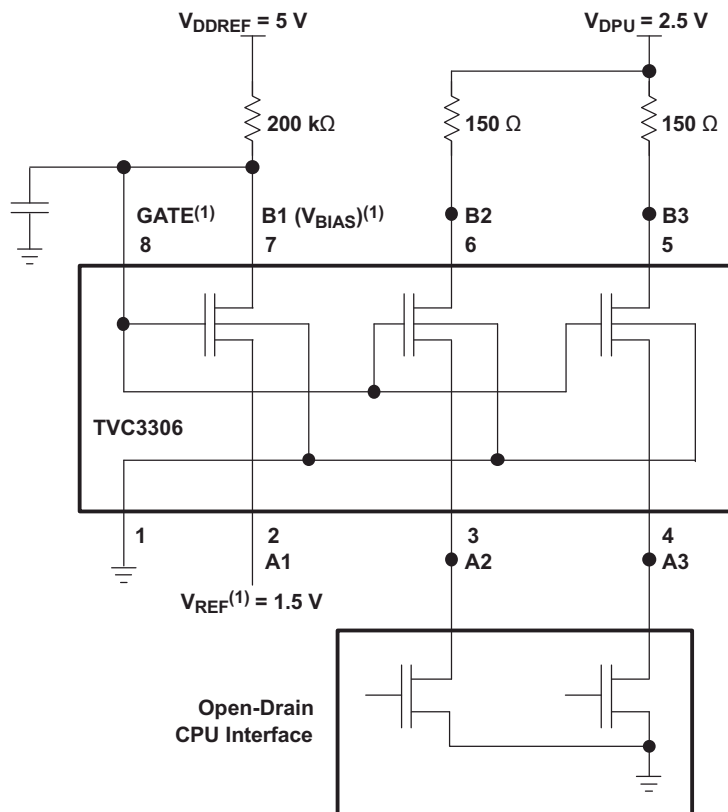 VDDREF = 5 V
VDPU = 2.5 V
200 kΩ
150 Ω
150 Ω
GATE(1)
8
B1 (VBIAS)(1)
7
B2
6
B3
5
TVC3306
1
2
A1
3
A2
4
A3
VREF(1) = 1.5 V
Open-Drain
CPU Interface